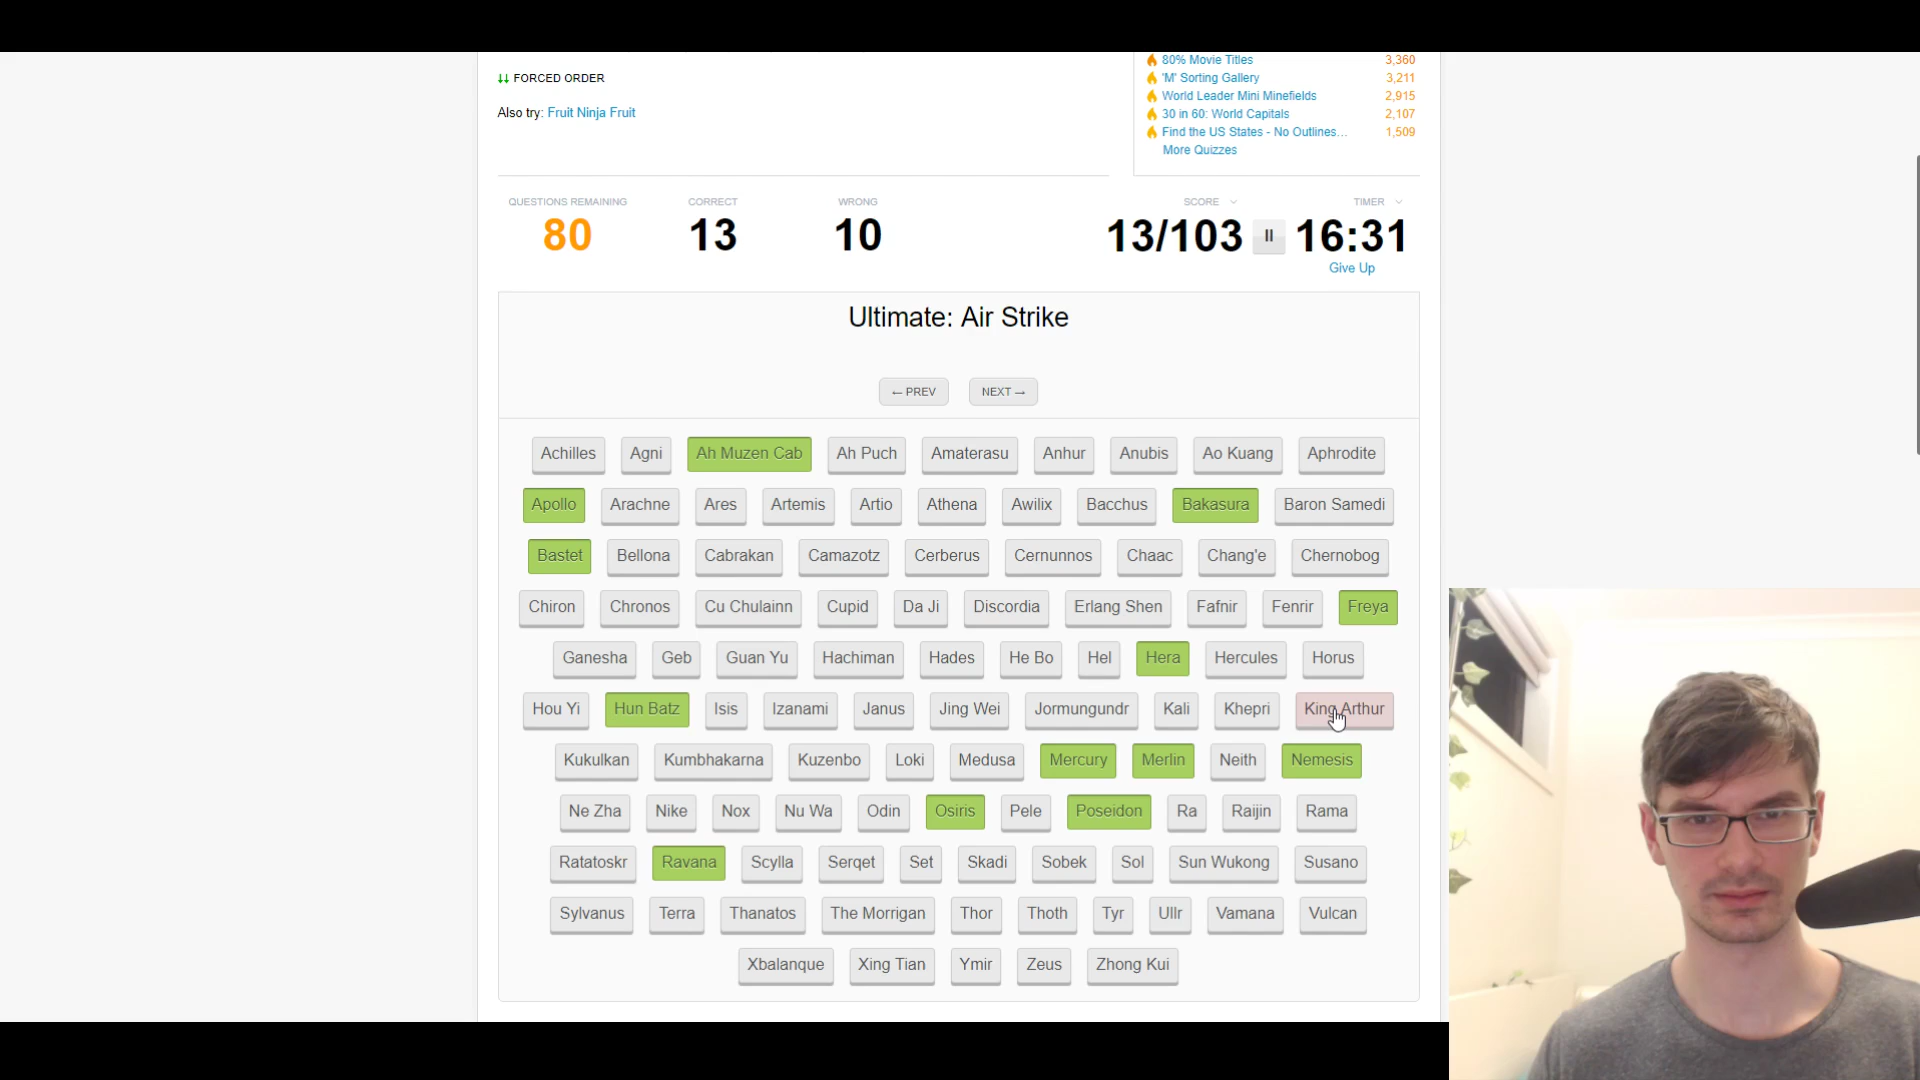 80% Movie Titles 3,360
↓↓ FORCED ORDER
'M' Sorting Gallery 3,211
World Leader Mini Minefields 2,915
Also try: Fruit Ninja Fruit
30 in 60: World Capitals 2,107
Find the US States - No Outlines... 1,509
More Quizzes
QUESTIONS REMAINING CORRECT WRONG SCORE TIMER
80 13 10 13/103 16:31
Give Up
Ultimate: Air Strike
← PREV NEXT →
Achilles Agni Ah Muzen Cab Ah Puch Amaterasu Anhur Anubis Ao Kuang Aphrodite
Apollo Arachne Ares Artemis Artio Athena Awilix Bacchus Bakasura Baron Samedi
Bastet Bellona Cabrakan Camazotz Cerberus Cernunnos Chaac Chang'e Chernobog
Chiron Chronos Cu Chulainn Cupid Da Ji Discordia Erlang Shen Fafnir Fenrir Freya
Ganesha Geb Guan Yu Hachiman Hades He Bo Hel Hera Hercules Horus
Hou Yi Hun Batz Isis Izanami Janus Jing Wei Jormungundr Kali Khepri King Arthur
Kukulkan Kumbhakarna Kuzenbo Loki Medusa Mercury Merlin Neith Nemesis
Ne Zha Nike Nox Nu Wa Odin Osiris Pele Poseidon Ra Raijin Rama
Ratatoskr Ravana Scylla Serqet Set Skadi Sobek Sol Sun Wukong Susano
Sylvanus Terra Thanatos The Morrigan Thor Thoth Tyr Ullr Vamana Vulcan
Xbalanque Xing Tian Ymir Zeus Zhong Kui